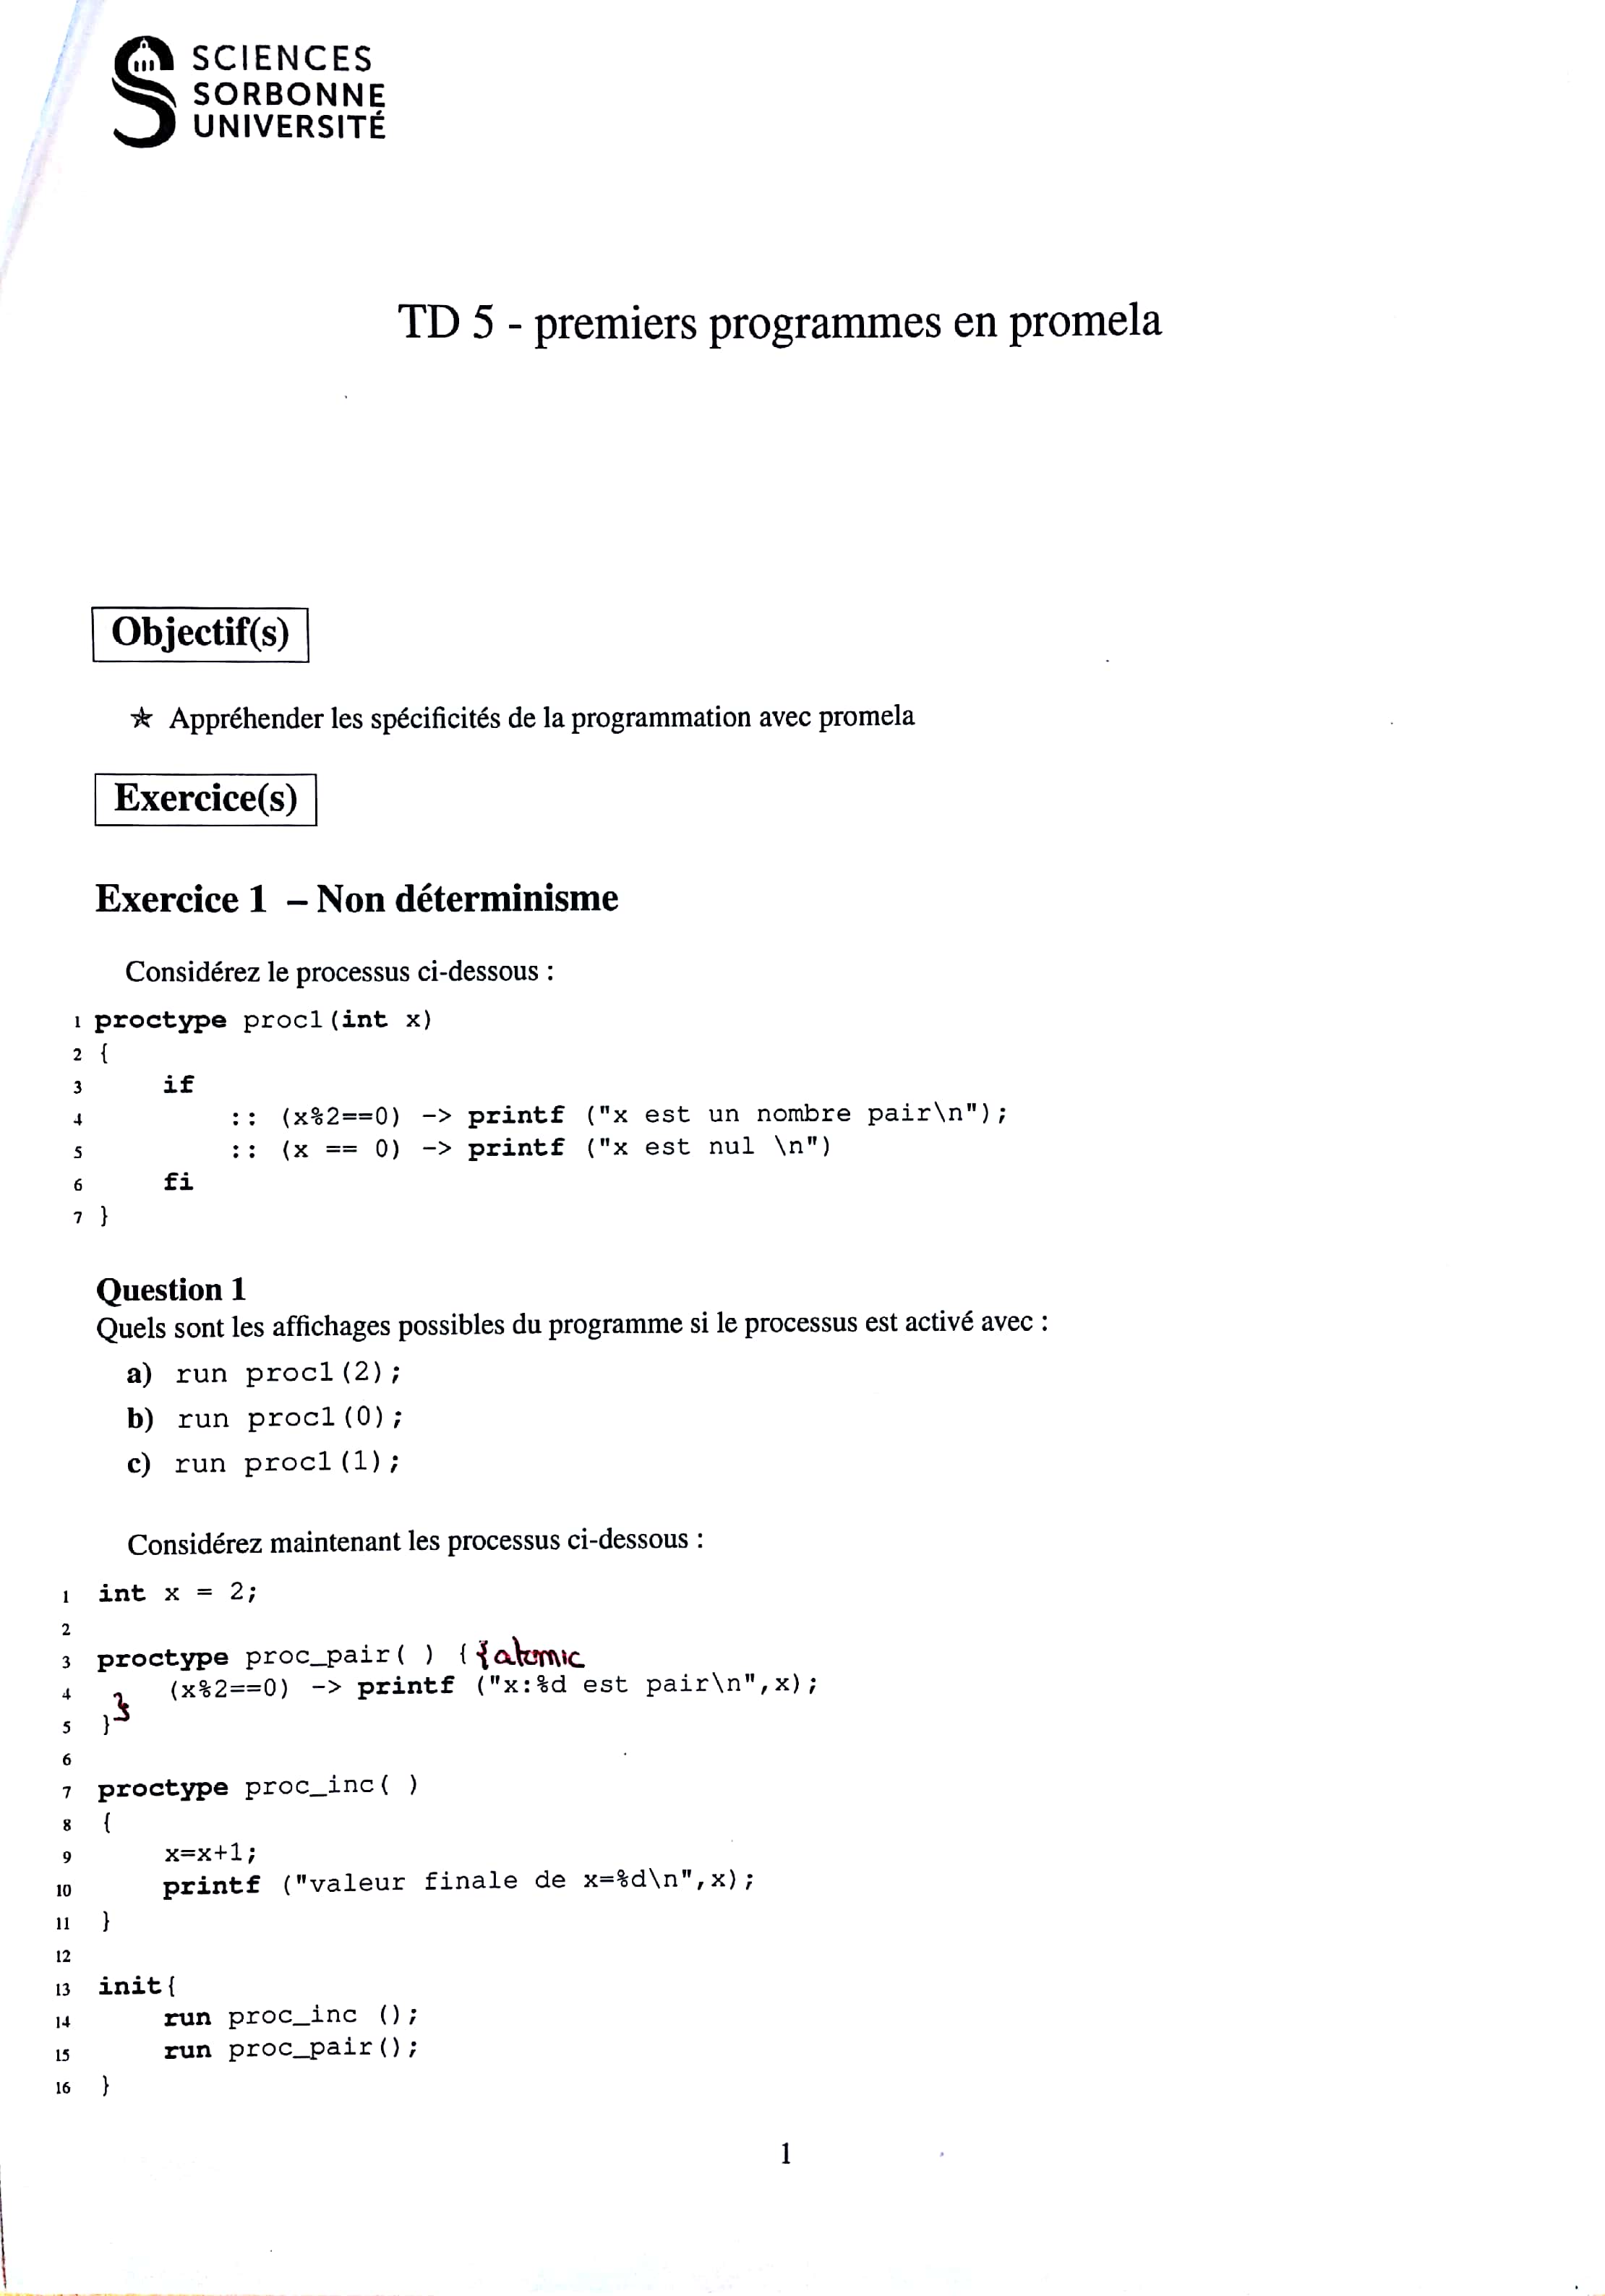 SCIENCES
SORBONNE
UNIVERSITÉ
TD 5 - premiers programmes en promela
Objectif(s)
★ Appréhender les spécificités de la programmation avec promela
Exercice(s)
Exercice 1 – Non déterminisme
Considérez le processus ci-dessous :
1 proctype proc1(int x)
2 {
3 if
4 :: (x%2==0) -> printf ("x est un nombre pair\n");
5 :: (x == 0) -> printf ("x est nul \n")
6 fi
7 }
Question 1
Quels sont les affichages possibles du programme si le processus est activé avec :
a) run proc1(2);
b) run proc1(0);
c) run proc1(1);
Considérez maintenant les processus ci-dessous :
1 int x = 2;
2
3 proctype proc_pair( ) { {atomic
4 (x%2==0) -> printf ("x:%d est pair\n",x);
5 } }
6
7 proctype proc_inc( )
8 {
9 x=x+1;
10 printf ("valeur finale de x=%d\n",x);
11 }
12
13 init{
14 run proc_inc ();
15 run proc_pair();
16 }
1